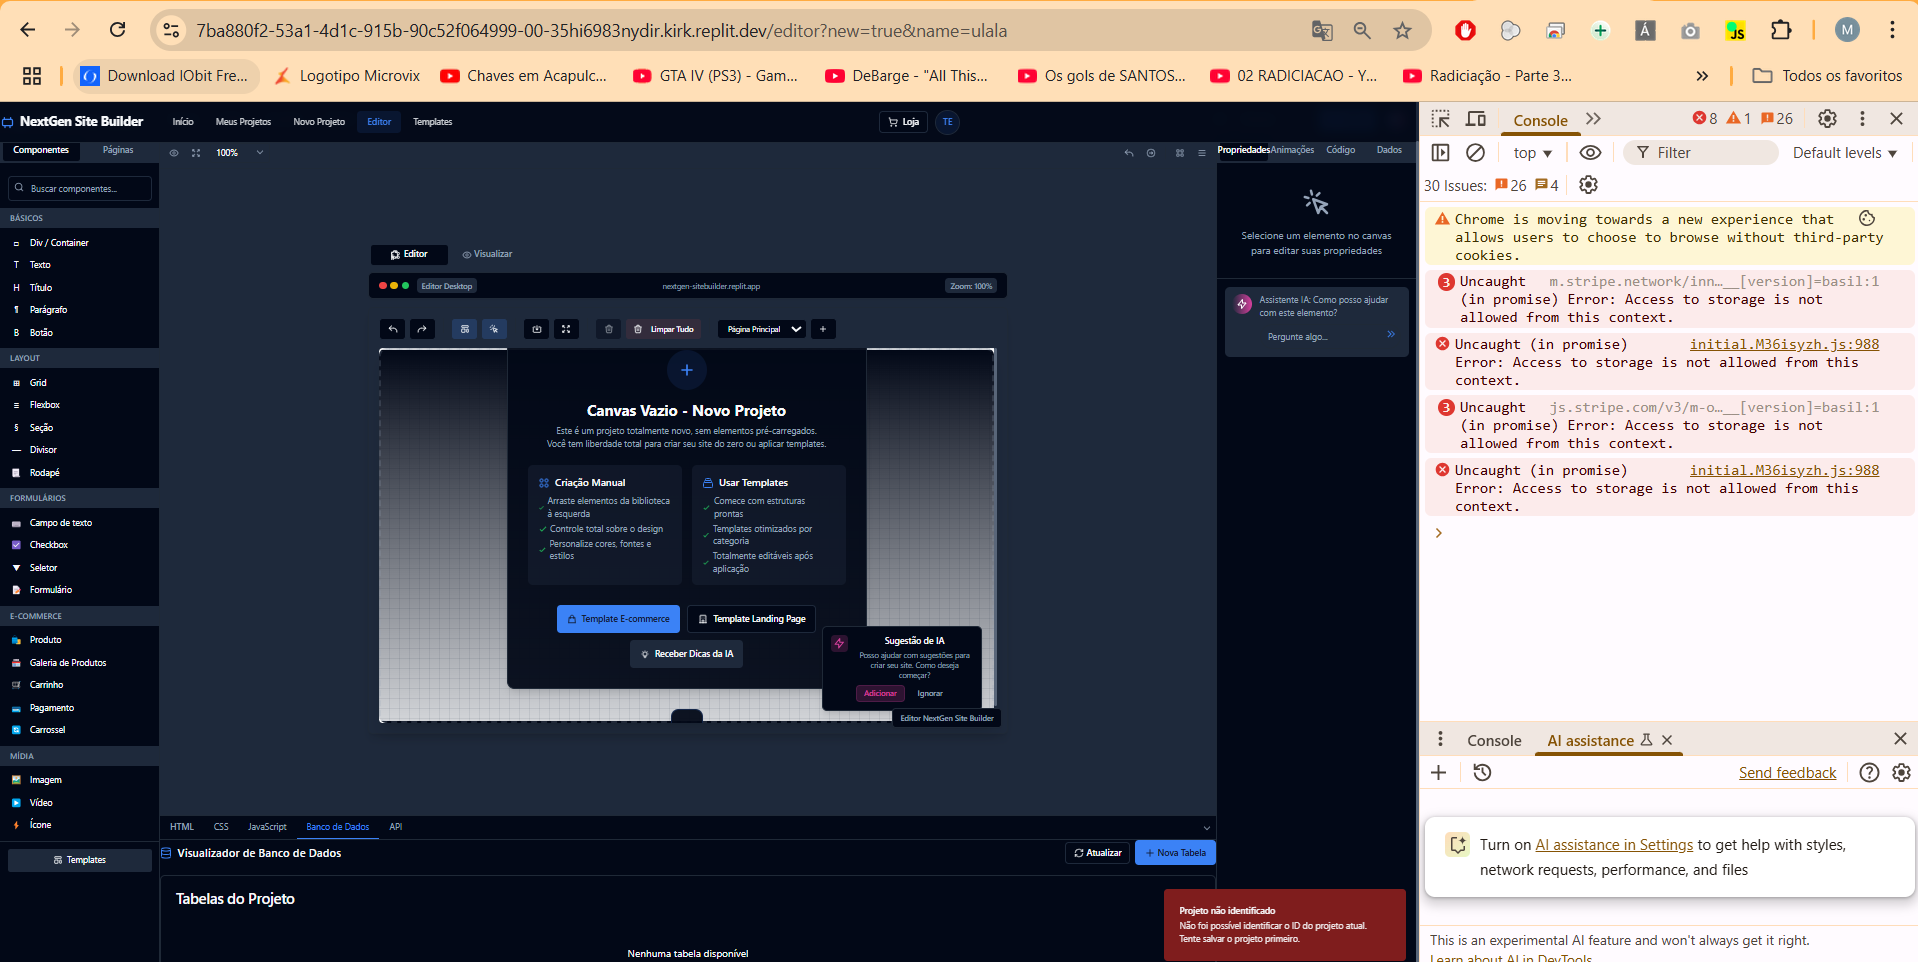 7ba880f2-53a1-4d1c-915b-90c52f064999-00-35hi6983nydir.kirk.replit.dev/editor?new=true&name=ulala
Á
JS
M
Download IObit Fre...
Logotipo Microvix
Chaves em Acapulc...
GTA IV (PS3) - Gam...
DeBarge - "All This...
Os gols de SANTOS...
02 RADICIACAO - Y...
Radiciação - Parte 3...
»
Todos os favoritos
NextGen Site Builder
Início
Meus Projetos
Novo Projeto
Editor
Templates
Loja
TE
Componentes
Páginas
100%
Buscar componentes...
BÁSICOS
Div / Container
T Texto
H Título
¶ Parágrafo
B Botão
LAYOUT
Grid
Flexbox
§ Seção
Divisor
Rodapé
FORMULÁRIOS
Campo de texto
Checkbox
Seletor
Formulário
E-COMMERCE
Produto
Galeria de Produtos
Carrinho
Pagamento
Carrossel
MÍDIA
Imagem
Vídeo
Ícone
Templates
Editor
Visualizar
Editor Desktop
nextgen-sitebuilder.replit.app
Zoom: 100%
Limpar Tudo
Página Principal
+
Canvas Vazio - Novo Projeto
Este é um projeto totalmente novo, sem elementos pré-carregados.
Você tem liberdade total para criar seu site do zero ou aplicar templates.
Criação Manual
Arraste elementos da biblioteca
à esquerda
Controle total sobre o design
Personalize cores, fontes e
estilos
Usar Templates
Comece com estruturas
prontas
Templates otimizados por
categoria
Totalmente editáveis após
aplicação
Template E-commerce
Template Landing Page
Receber Dicas da IA
Sugestão de IA
Posso ajudar com sugestões para
criar seu site. Como deseja
começar?
Adicionar
Ignorar
Editor NextGen Site Builder
HTML
CSS
JavaScript
Banco de Dados
API
Visualizador de Banco de Dados
Atualizar
+ Nova Tabela
Tabelas do Projeto
Nenhuma tabela disponível
Propriedades
Animações
Código
Dados
Selecione um elemento no canvas
para editar suas propriedades
Assistente IA: Como posso ajudar
com este elemento?
Pergunte algo...
Projeto não identificado
Não foi possível identificar o ID do projeto atual.
Tente salvar o projeto primeiro.
Console
8
1
26
top
Filter
Default levels
30 Issues: 26 4
Chrome is moving towards a new experience that
allows users to choose to browse without third-party
cookies.
3 Uncaught m.stripe.network/inn…__[version]=basil:1
(in promise) Error: Access to storage is not
allowed from this context.
Uncaught (in promise) initial.M36isyzh.js:988
Error: Access to storage is not allowed from this
context.
3 Uncaught js.stripe.com/v3/m-o…__[version]=basil:1
(in promise) Error: Access to storage is not
allowed from this context.
Uncaught (in promise) initial.M36isyzh.js:988
Error: Access to storage is not allowed from this
context.
Console
AI assistance
Send feedback
Turn on AI assistance in Settings to get help with styles,
network requests, performance, and files
This is an experimental AI feature and won't always get it right.
Learn about AI in DevTools